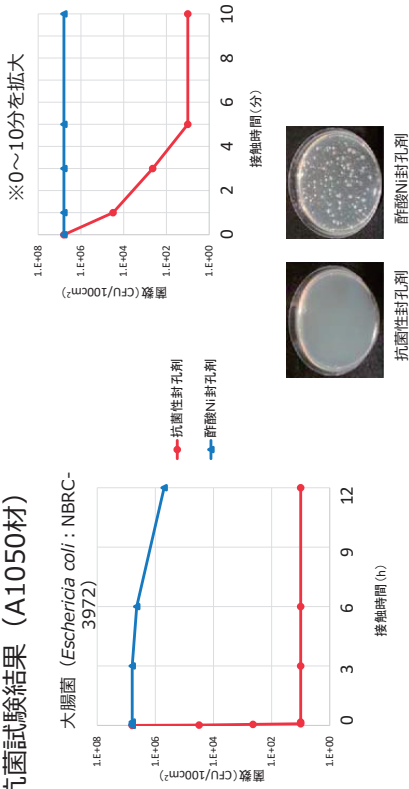 菌試験結果（A1050材）
大腸菌（Eschericia coli：NBRC-
3972）
1.E+08
1.E+06
1.E+04
1.E+02
1.E+00
菌数(CFU/100cm²)
0
3
6
9
12
接触時間(h)
抗菌性封孔剤
酢酸Ni封孔剤
※0～10分を拡大
1.E+08
1.E+06
1.E+04
1.E+02
1.E+00
菌数(CFU/100cm²)
0
2
4
6
8
10
接触時間(分)
抗菌性封孔剤
酢酸Ni封孔剤